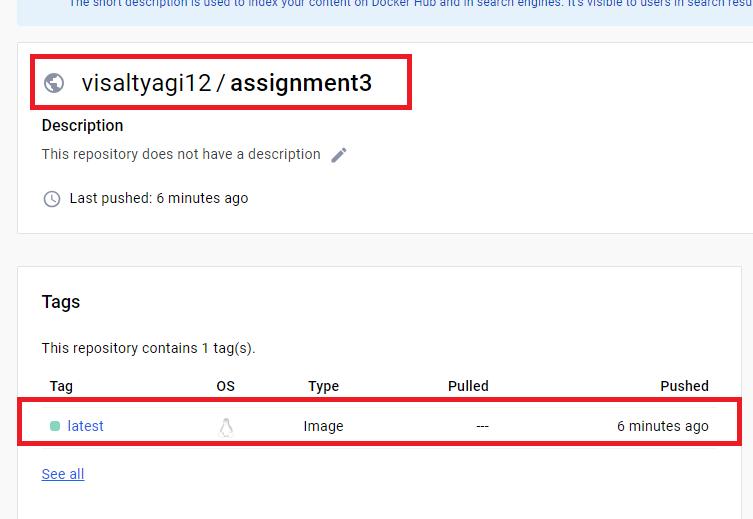 The short description is used to index your content on Docker Hub and in search engines. It's visible to users in search resu
visaltyagi12 / assignment3
Description
This repository does not have a description
Last pushed: 6 minutes ago
Tags
This repository contains 1 tag(s).
Tag OS Type Pulled Pushed
latest Image --- 6 minutes ago
See all